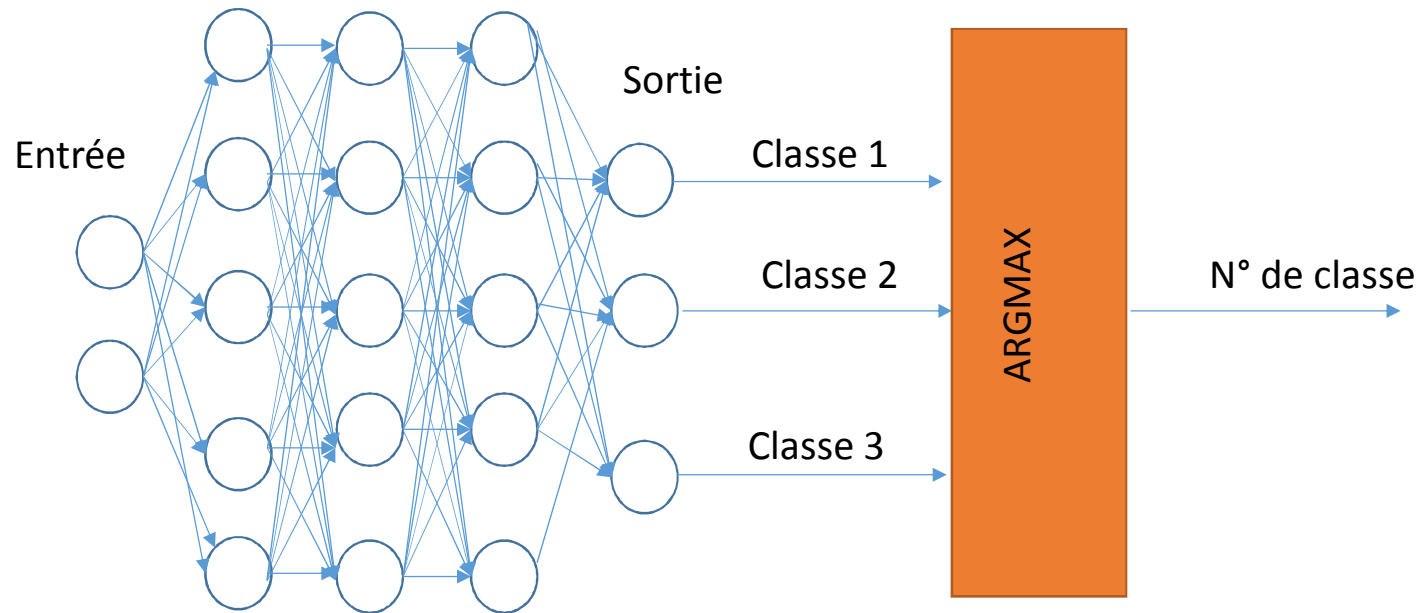 Sortie
Entrée
Classe 1
Classe 2
Classe 3
ARGMAX
N° de classe